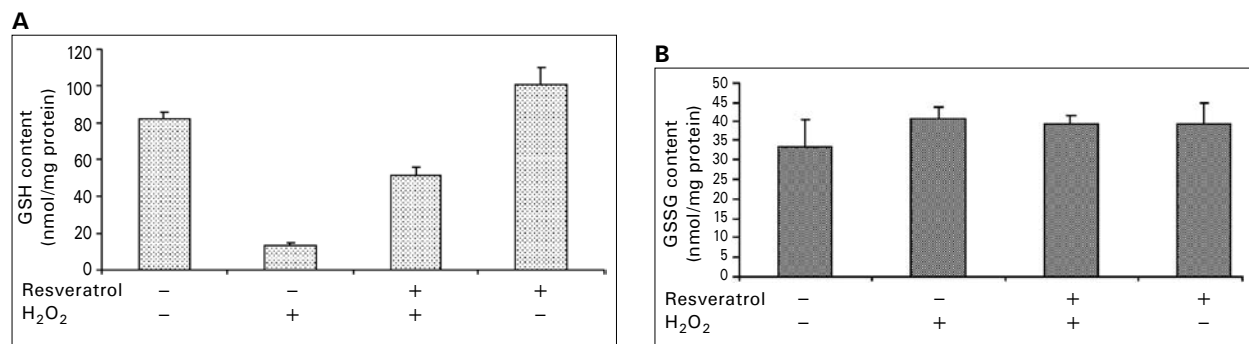 A
GSH content
(nmol/mg protein)
120
100
80
60
40
20
0
Resveratrol – – + +
H₂O₂ – + + –
B
GSSG content
(nmol/mg protein)
50
45
40
35
30
25
20
15
10
5
0
Resveratrol – – + +
H₂O₂ – + + –